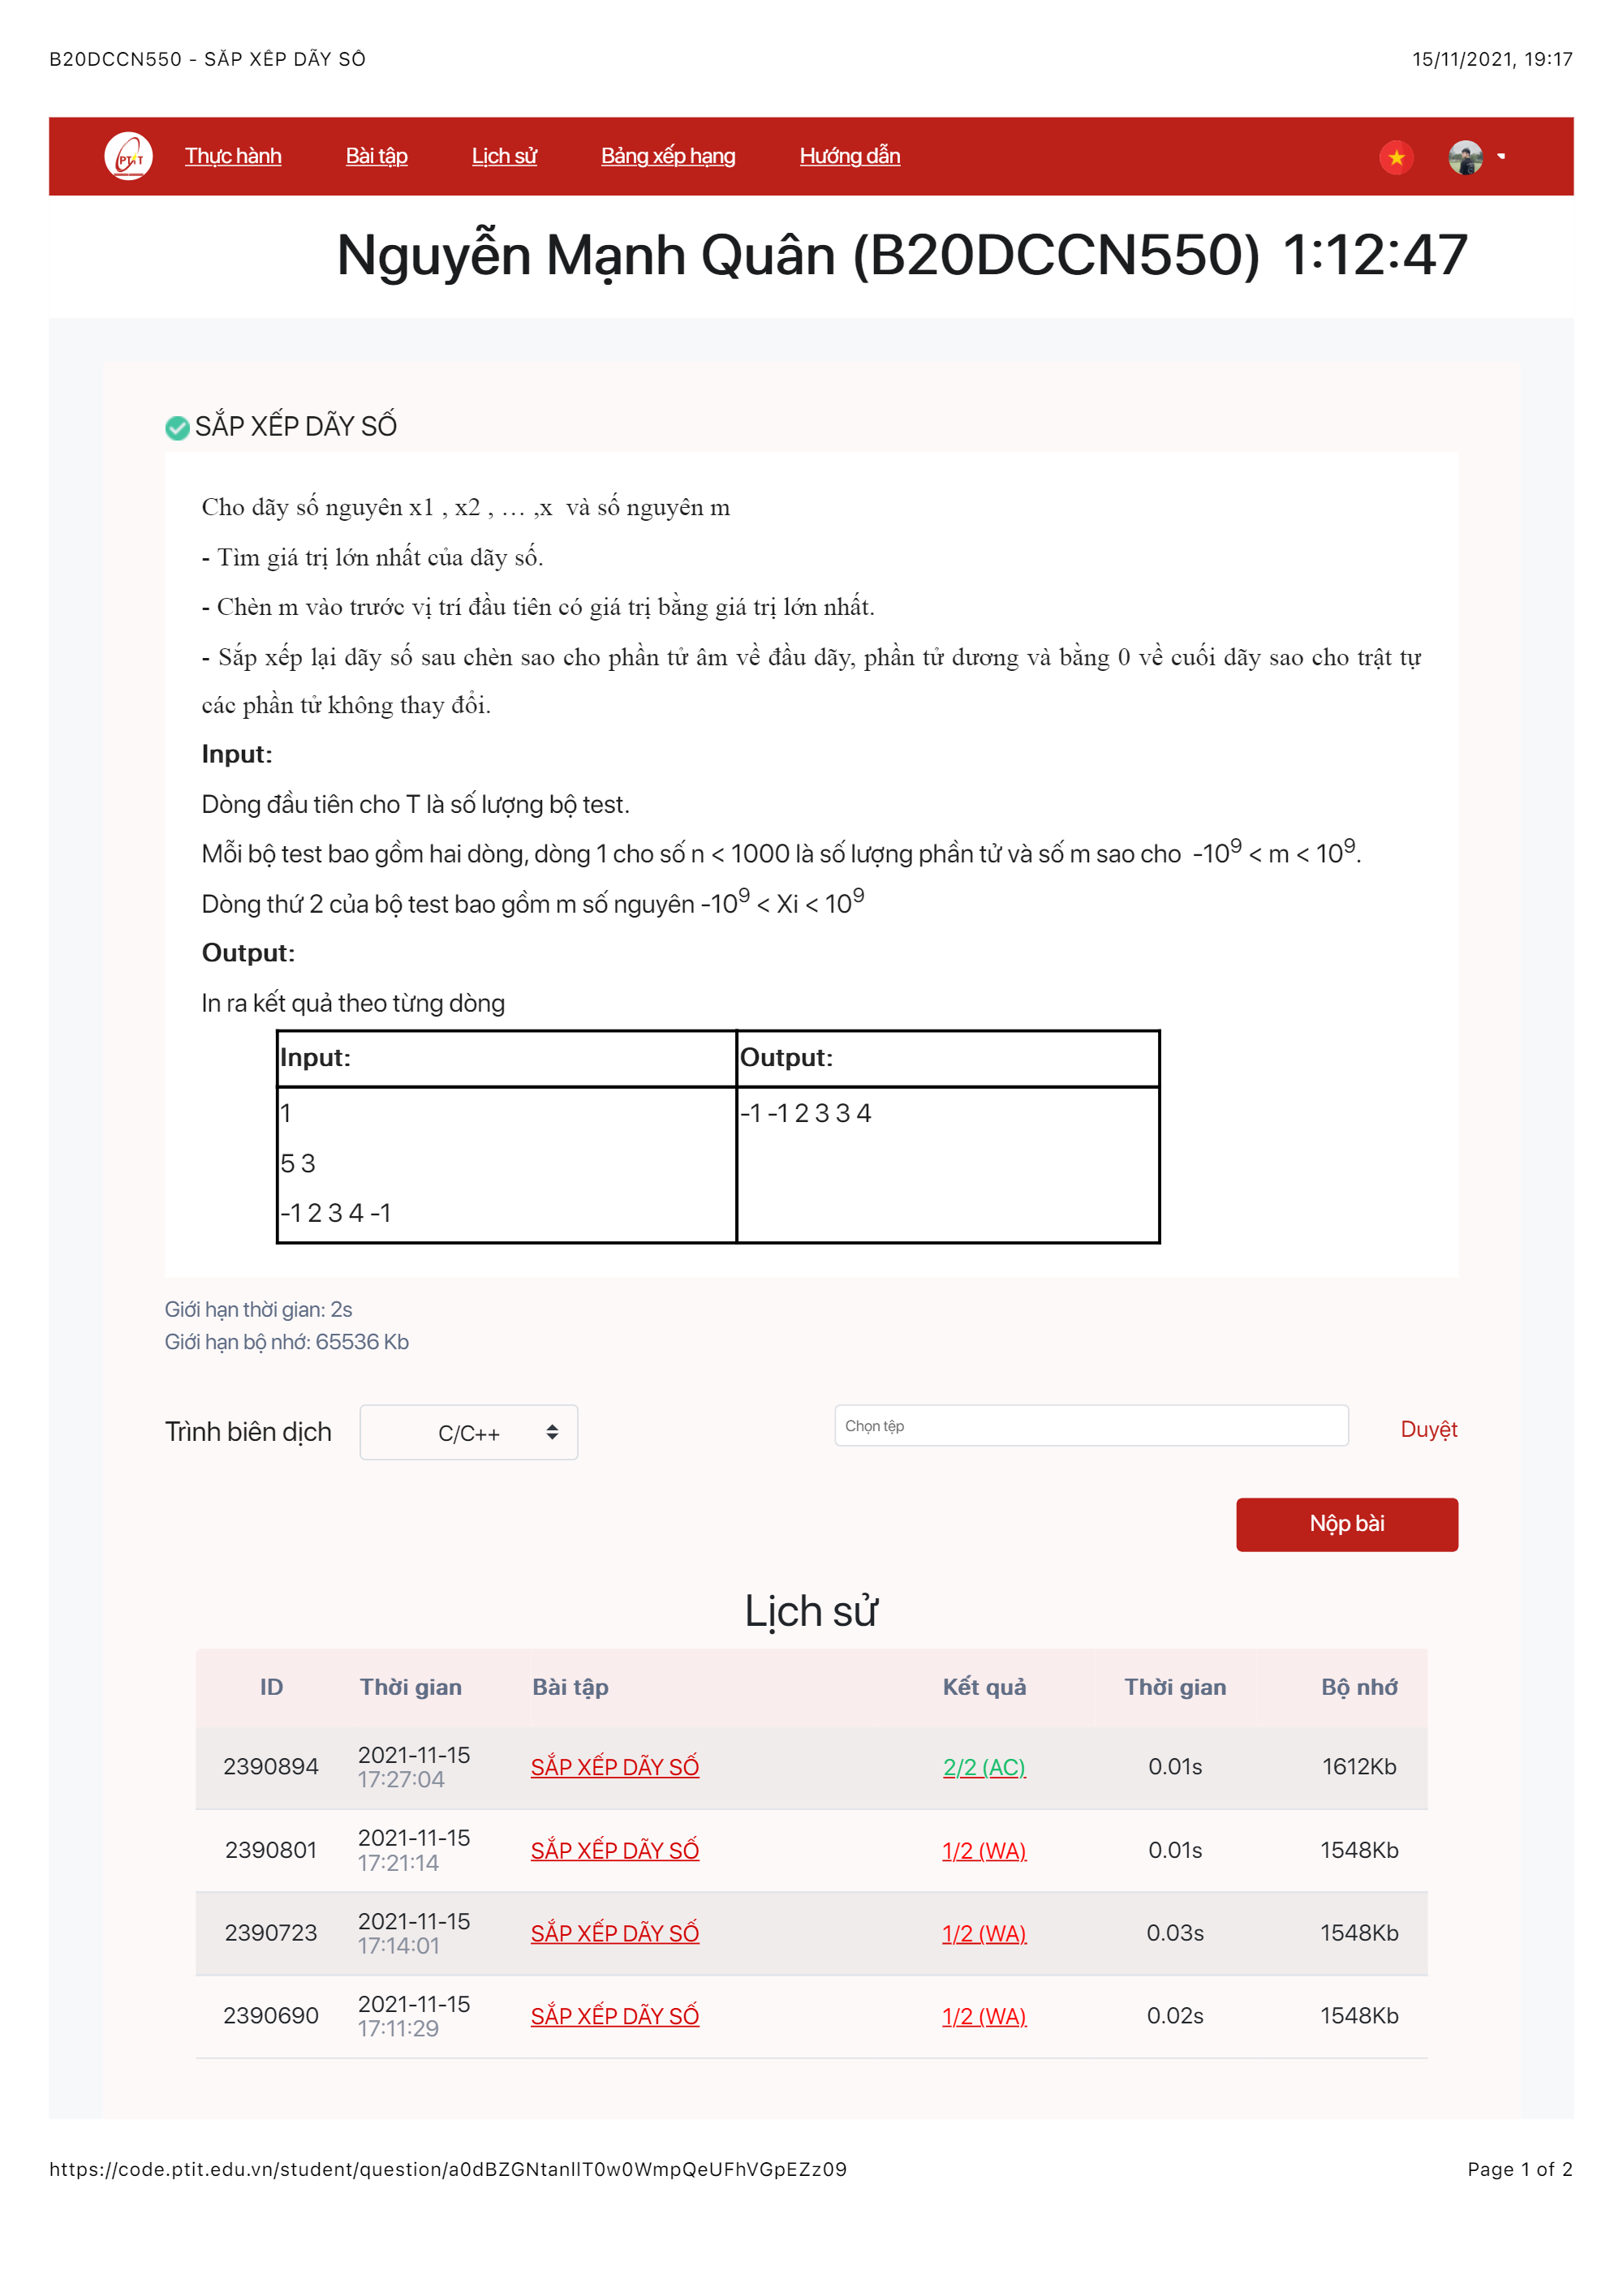 B20DCCN550 - SẮP XẾP DÃY SỐ 15/11/2021, 19:17
PTIT Thực hành Bài tập Lịch sử Bảng xếp hạng Hướng dẫn
Nguyễn Mạnh Quân (B20DCCN550) 1:12:47
SẮP XẾP DÃY SỐ
Cho dãy số nguyên x1 , x2 , … ,x và số nguyên m
- Tìm giá trị lớn nhất của dãy số.
- Chèn m vào trước vị trí đầu tiên có giá trị bằng giá trị lớn nhất.
- Sắp xếp lại dãy số sau chèn sao cho phần tử âm về đầu dãy, phần tử dương và bằng 0 về cuối dãy sao cho trật tự
các phần tử không thay đổi.
Input:
Dòng đầu tiên cho T là số lượng bộ test.
Mỗi bộ test bao gồm hai dòng, dòng 1 cho số n < 1000 là số lượng phần tử và số m sao cho -10⁹ < m < 10⁹.
Dòng thứ 2 của bộ test bao gồm m số nguyên -10⁹ < Xi < 10⁹
Output:
In ra kết quả theo từng dòng
Input: Output:
1 -1 -1 2 3 3 4
5 3
-1 2 3 4 -1
Giới hạn thời gian: 2s
Giới hạn bộ nhớ: 65536 Kb
Trình biên dịch C/C++ Chọn tệp Duyệt
Nộp bài
Lịch sử
ID Thời gian Bài tập Kết quả Thời gian Bộ nhớ
2390894 2021-11-15 17:27:04 SẮP XẾP DÃY SỐ 2/2 (AC) 0.01s 1612Kb
2390801 2021-11-15 17:21:14 SẮP XẾP DÃY SỐ 1/2 (WA) 0.01s 1548Kb
2390723 2021-11-15 17:14:01 SẮP XẾP DÃY SỐ 1/2 (WA) 0.03s 1548Kb
2390690 2021-11-15 17:11:29 SẮP XẾP DÃY SỐ 1/2 (WA) 0.02s 1548Kb
https://code.ptit.edu.vn/student/question/a0dBZGNtanllT0w0WmpQeUFhVGpEZz09 Page 1 of 2